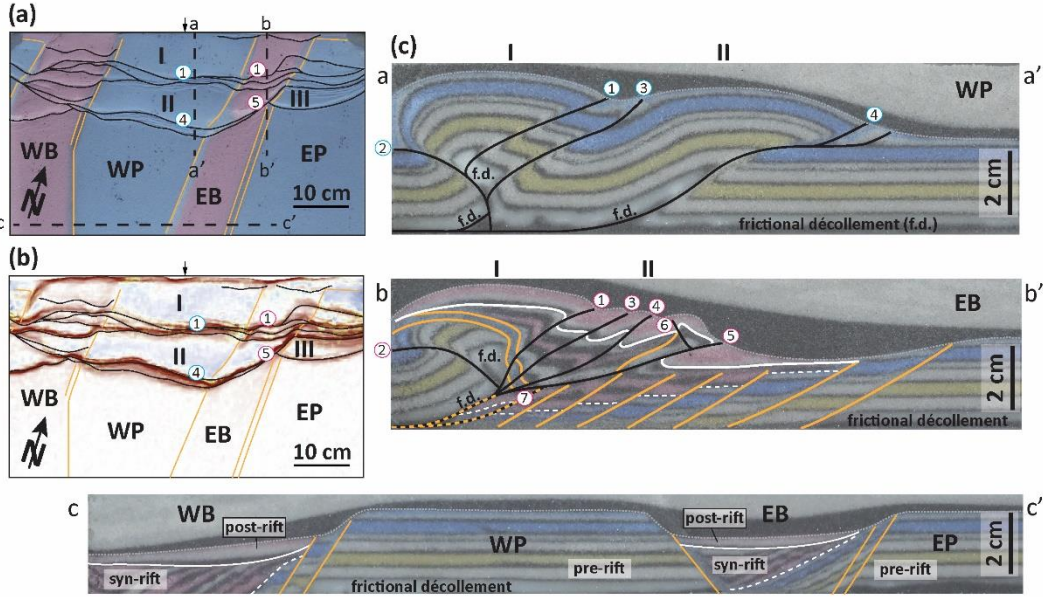 (a)
a
b
I
1
1
II
5
III
4
WB
WP
a'
b'
EP
N
EB
10 cm
c
c'
(b)
I
1
1
II
5
III
4
WB
WP
EB
EP
N
10 cm
(c)
I
II
a
a'
1
3
WP
4
2
f.d.
f.d.
f.d.
frictional décollement (f.d.)
2 cm
I
II
b
b'
1
3
4
EB
6
5
2
f.d.
f.d.
7
frictional décollement
2 cm
c
c'
WB
EB
post-rift
post-rift
WP
EP
syn-rift
pre-rift
syn-rift
pre-rift
frictional décollement
2 cm